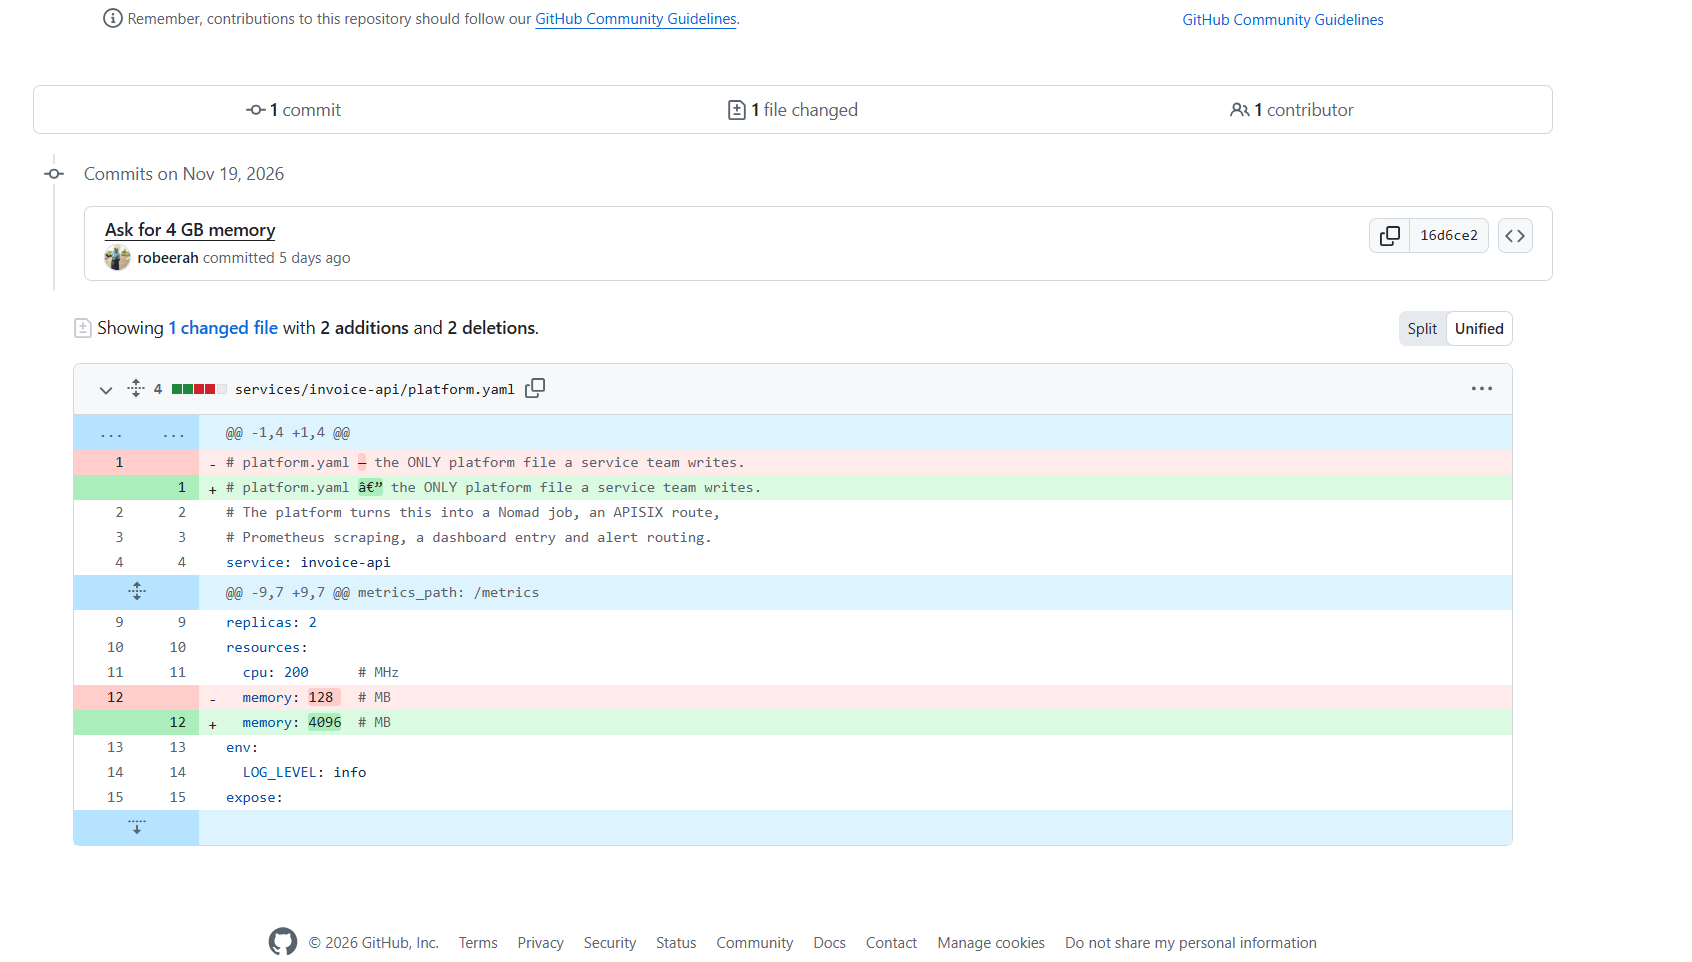 Remember, contributions to this repository should follow our GitHub Community Guidelines.
GitHub Community Guidelines
1 commit
1 file changed
1 contributor
Commits on Nov 19, 2026
Ask for 4 GB memory
16d6ce2
robeerah committed 5 days ago
Showing 1 changed file with 2 additions and 2 deletions.
Split Unified
4 services/invoice-api/platform.yaml
... ... @@ -1,4 +1,4 @@
1 - # platform.yaml — the ONLY platform file a service team writes.
1 + # platform.yaml â€” the ONLY platform file a service team writes.
2 2 # The platform turns this into a Nomad job, an APISIX route,
3 3 # Prometheus scraping, a dashboard entry and alert routing.
4 4 service: invoice-api
@@ -9,7 +9,7 @@ metrics_path: /metrics
9 9 replicas: 2
10 10 resources:
11 11 cpu: 200 # MHz
12 - memory: 128 # MB
12 + memory: 4096 # MB
13 13 env:
14 14 LOG_LEVEL: info
15 15 expose:
© 2026 GitHub, Inc. Terms Privacy Security Status Community Docs Contact Manage cookies Do not share my personal information